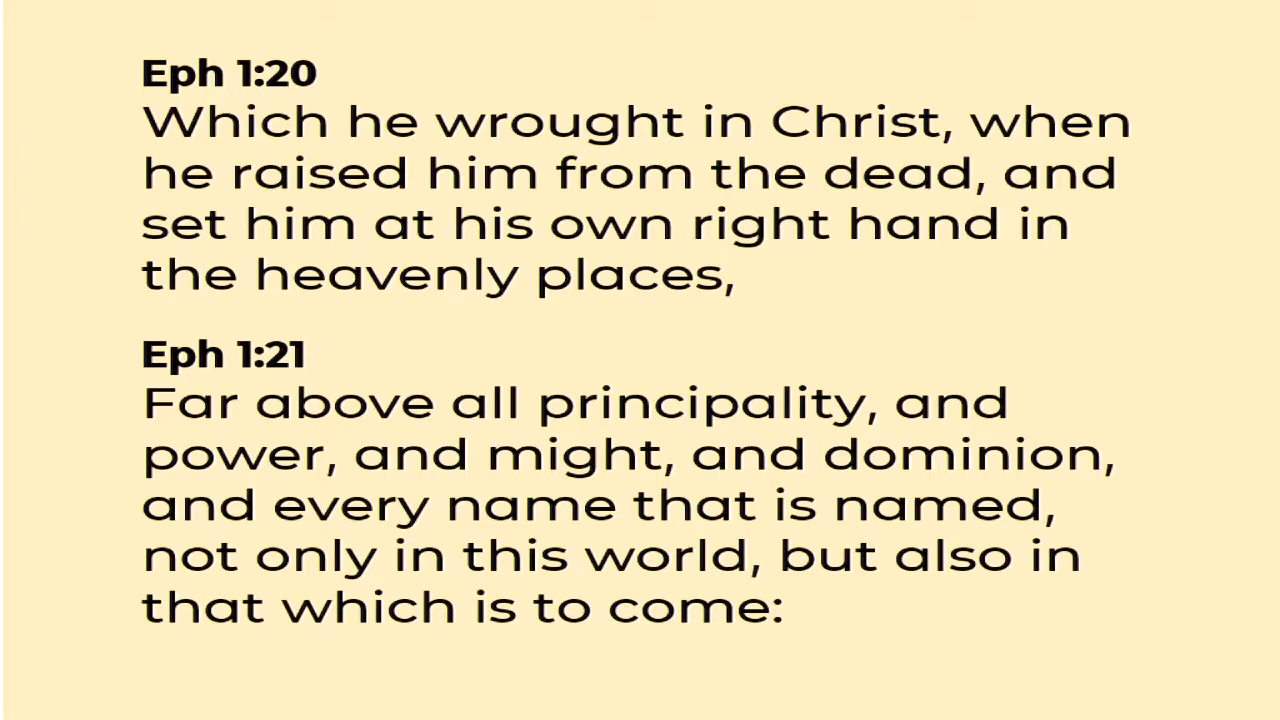 Eph 1:20
Which he wrought in Christ, when
he raised him from the dead, and
set him at his own right hand in
the heavenly places,
Eph 1:21
Far above all principality, and
power, and might, and dominion,
and every name that is named,
not only in this world, but also in
that which is to come: